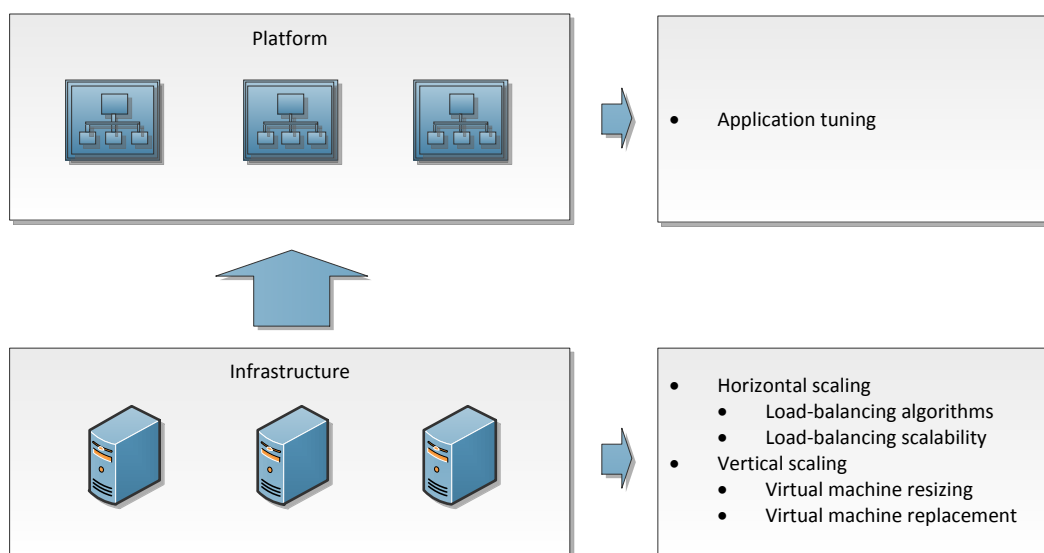 Platform
• Application tuning
Infrastructure
• Horizontal scaling
• Load-balancing algorithms
• Load-balancing scalability
• Vertical scaling
• Virtual machine resizing
• Virtual machine replacement